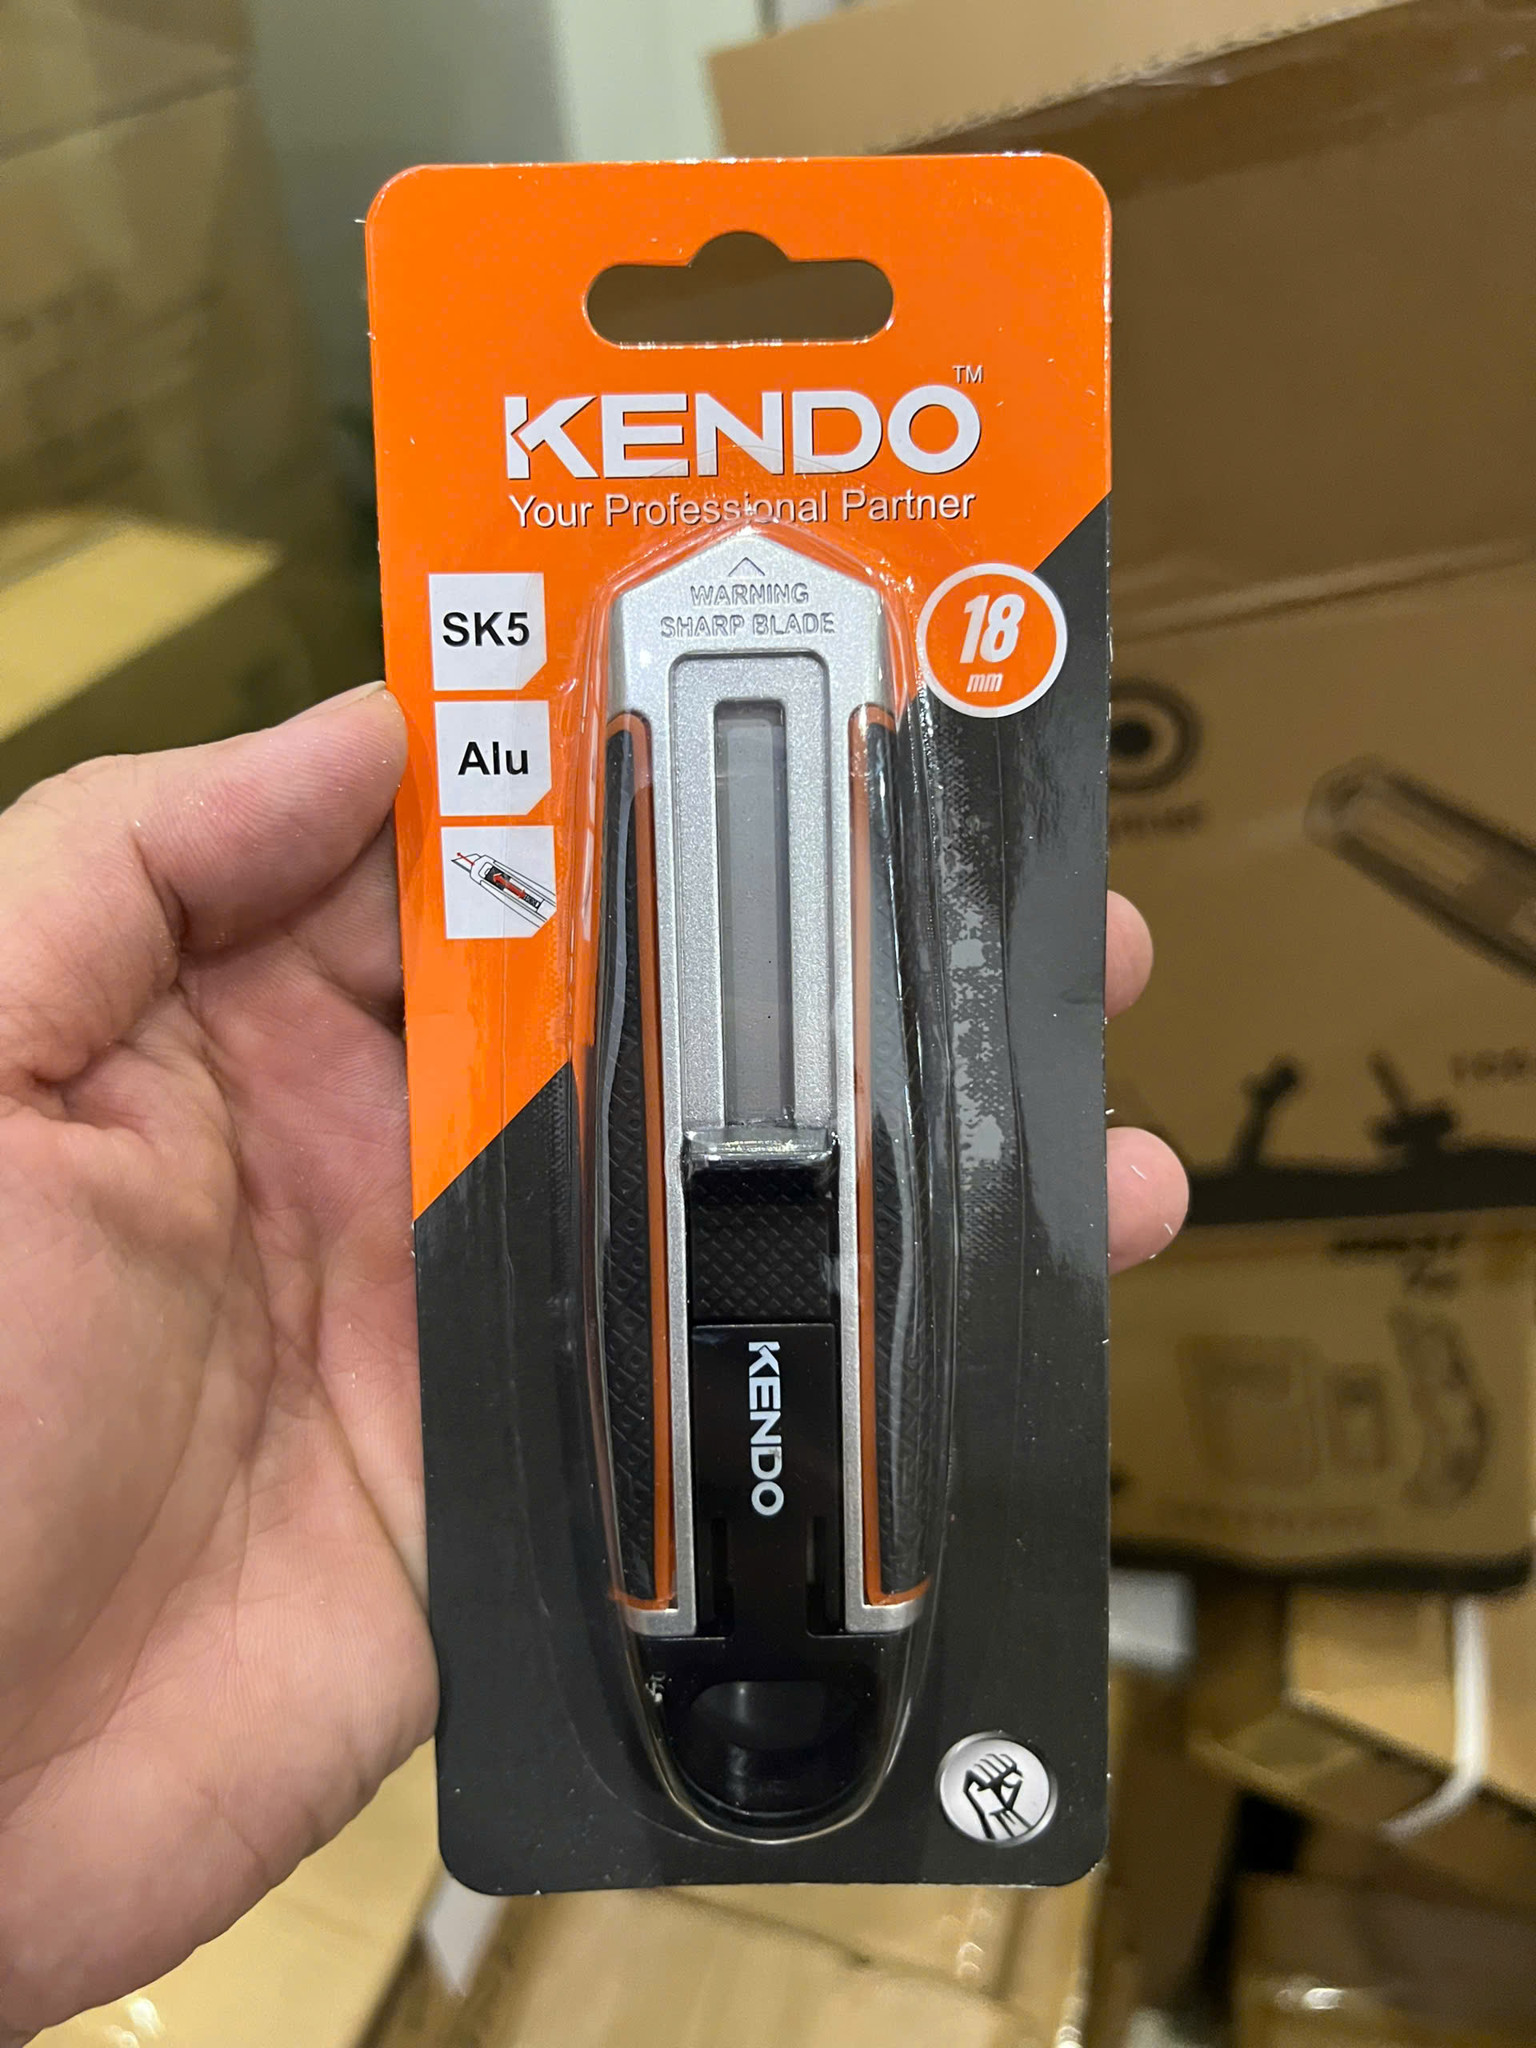 KENDO™
Your Professional Partner
WARNING
SHARP BLADE
SK5
18
mm
Alu
KENDO